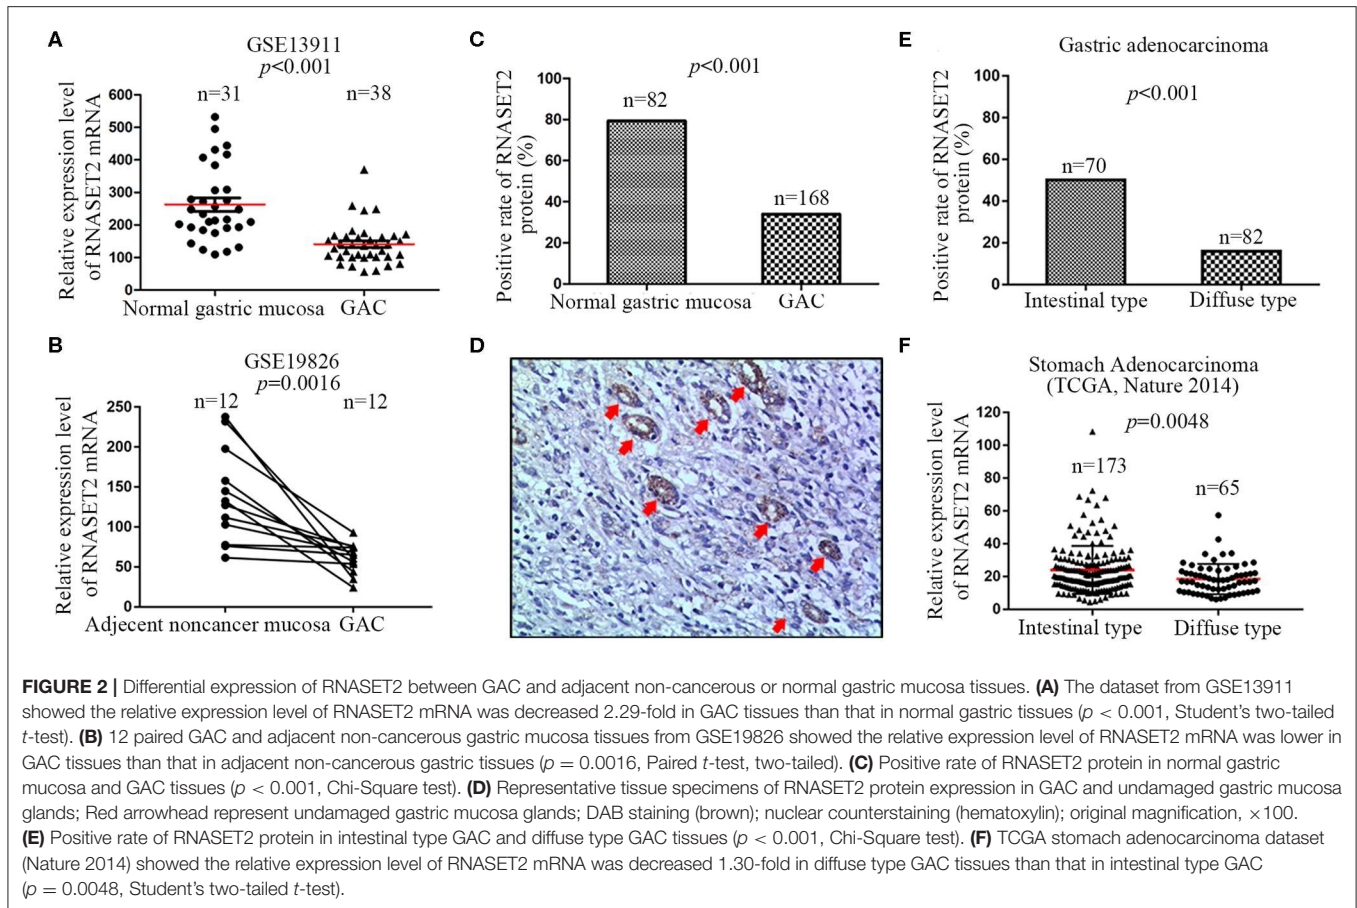 A
GSE13911
p<0.001
n=31
n=38
Relative expression level
of RNASET2 mRNA
600
500
400
300
200
100
0
Normal gastric mucosa
GAC
B
GSE19826
p=0.0016
n=12
n=12
Relative expression level
of RNASET2 mRNA
250
200
150
100
50
0
Adjecent noncancer mucosa
GAC
C
p<0.001
n=82
n=168
Positive rate of RNASET2
protein (%)
100
80
60
40
20
0
Normal gastric mucosa
GAC
D
E
Gastric adenocarcinoma
p<0.001
n=70
n=82
Positive rate of RNASET2
protein (%)
100
80
60
40
20
0
Intestinal type
Diffuse type
F
Stomach Adenocarcinoma
(TCGA, Nature 2014)
p=0.0048
n=173
n=65
Relative expression level
of RNASET2 mRNA
120
100
80
60
40
20
0
Intestinal type
Diffuse type
FIGURE 2 | Differential expression of RNASET2 between GAC and adjacent non-cancerous or normal gastric mucosa tissues. (A) The dataset from GSE13911
showed the relative expression level of RNASET2 mRNA was decreased 2.29-fold in GAC tissues than that in normal gastric tissues (p < 0.001, Student's two-tailed
t-test). (B) 12 paired GAC and adjacent non-cancerous gastric mucosa tissues from GSE19826 showed the relative expression level of RNASET2 mRNA was lower in
GAC tissues than that in adjacent non-cancerous gastric tissues (p = 0.0016, Paired t-test, two-tailed). (C) Positive rate of RNASET2 protein in normal gastric
mucosa and GAC tissues (p < 0.001, Chi-Square test). (D) Representative tissue specimens of RNASET2 protein expression in GAC and undamaged gastric mucosa
glands; Red arrowhead represent undamaged gastric mucosa glands; DAB staining (brown); nuclear counterstaining (hematoxylin); original magnification, ×100.
(E) Positive rate of RNASET2 protein in intestinal type GAC and diffuse type GAC tissues (p < 0.001, Chi-Square test). (F) TCGA stomach adenocarcinoma dataset
(Nature 2014) showed the relative expression level of RNASET2 mRNA was decreased 1.30-fold in diffuse type GAC tissues than that in intestinal type GAC
(p = 0.0048, Student's two-tailed t-test).